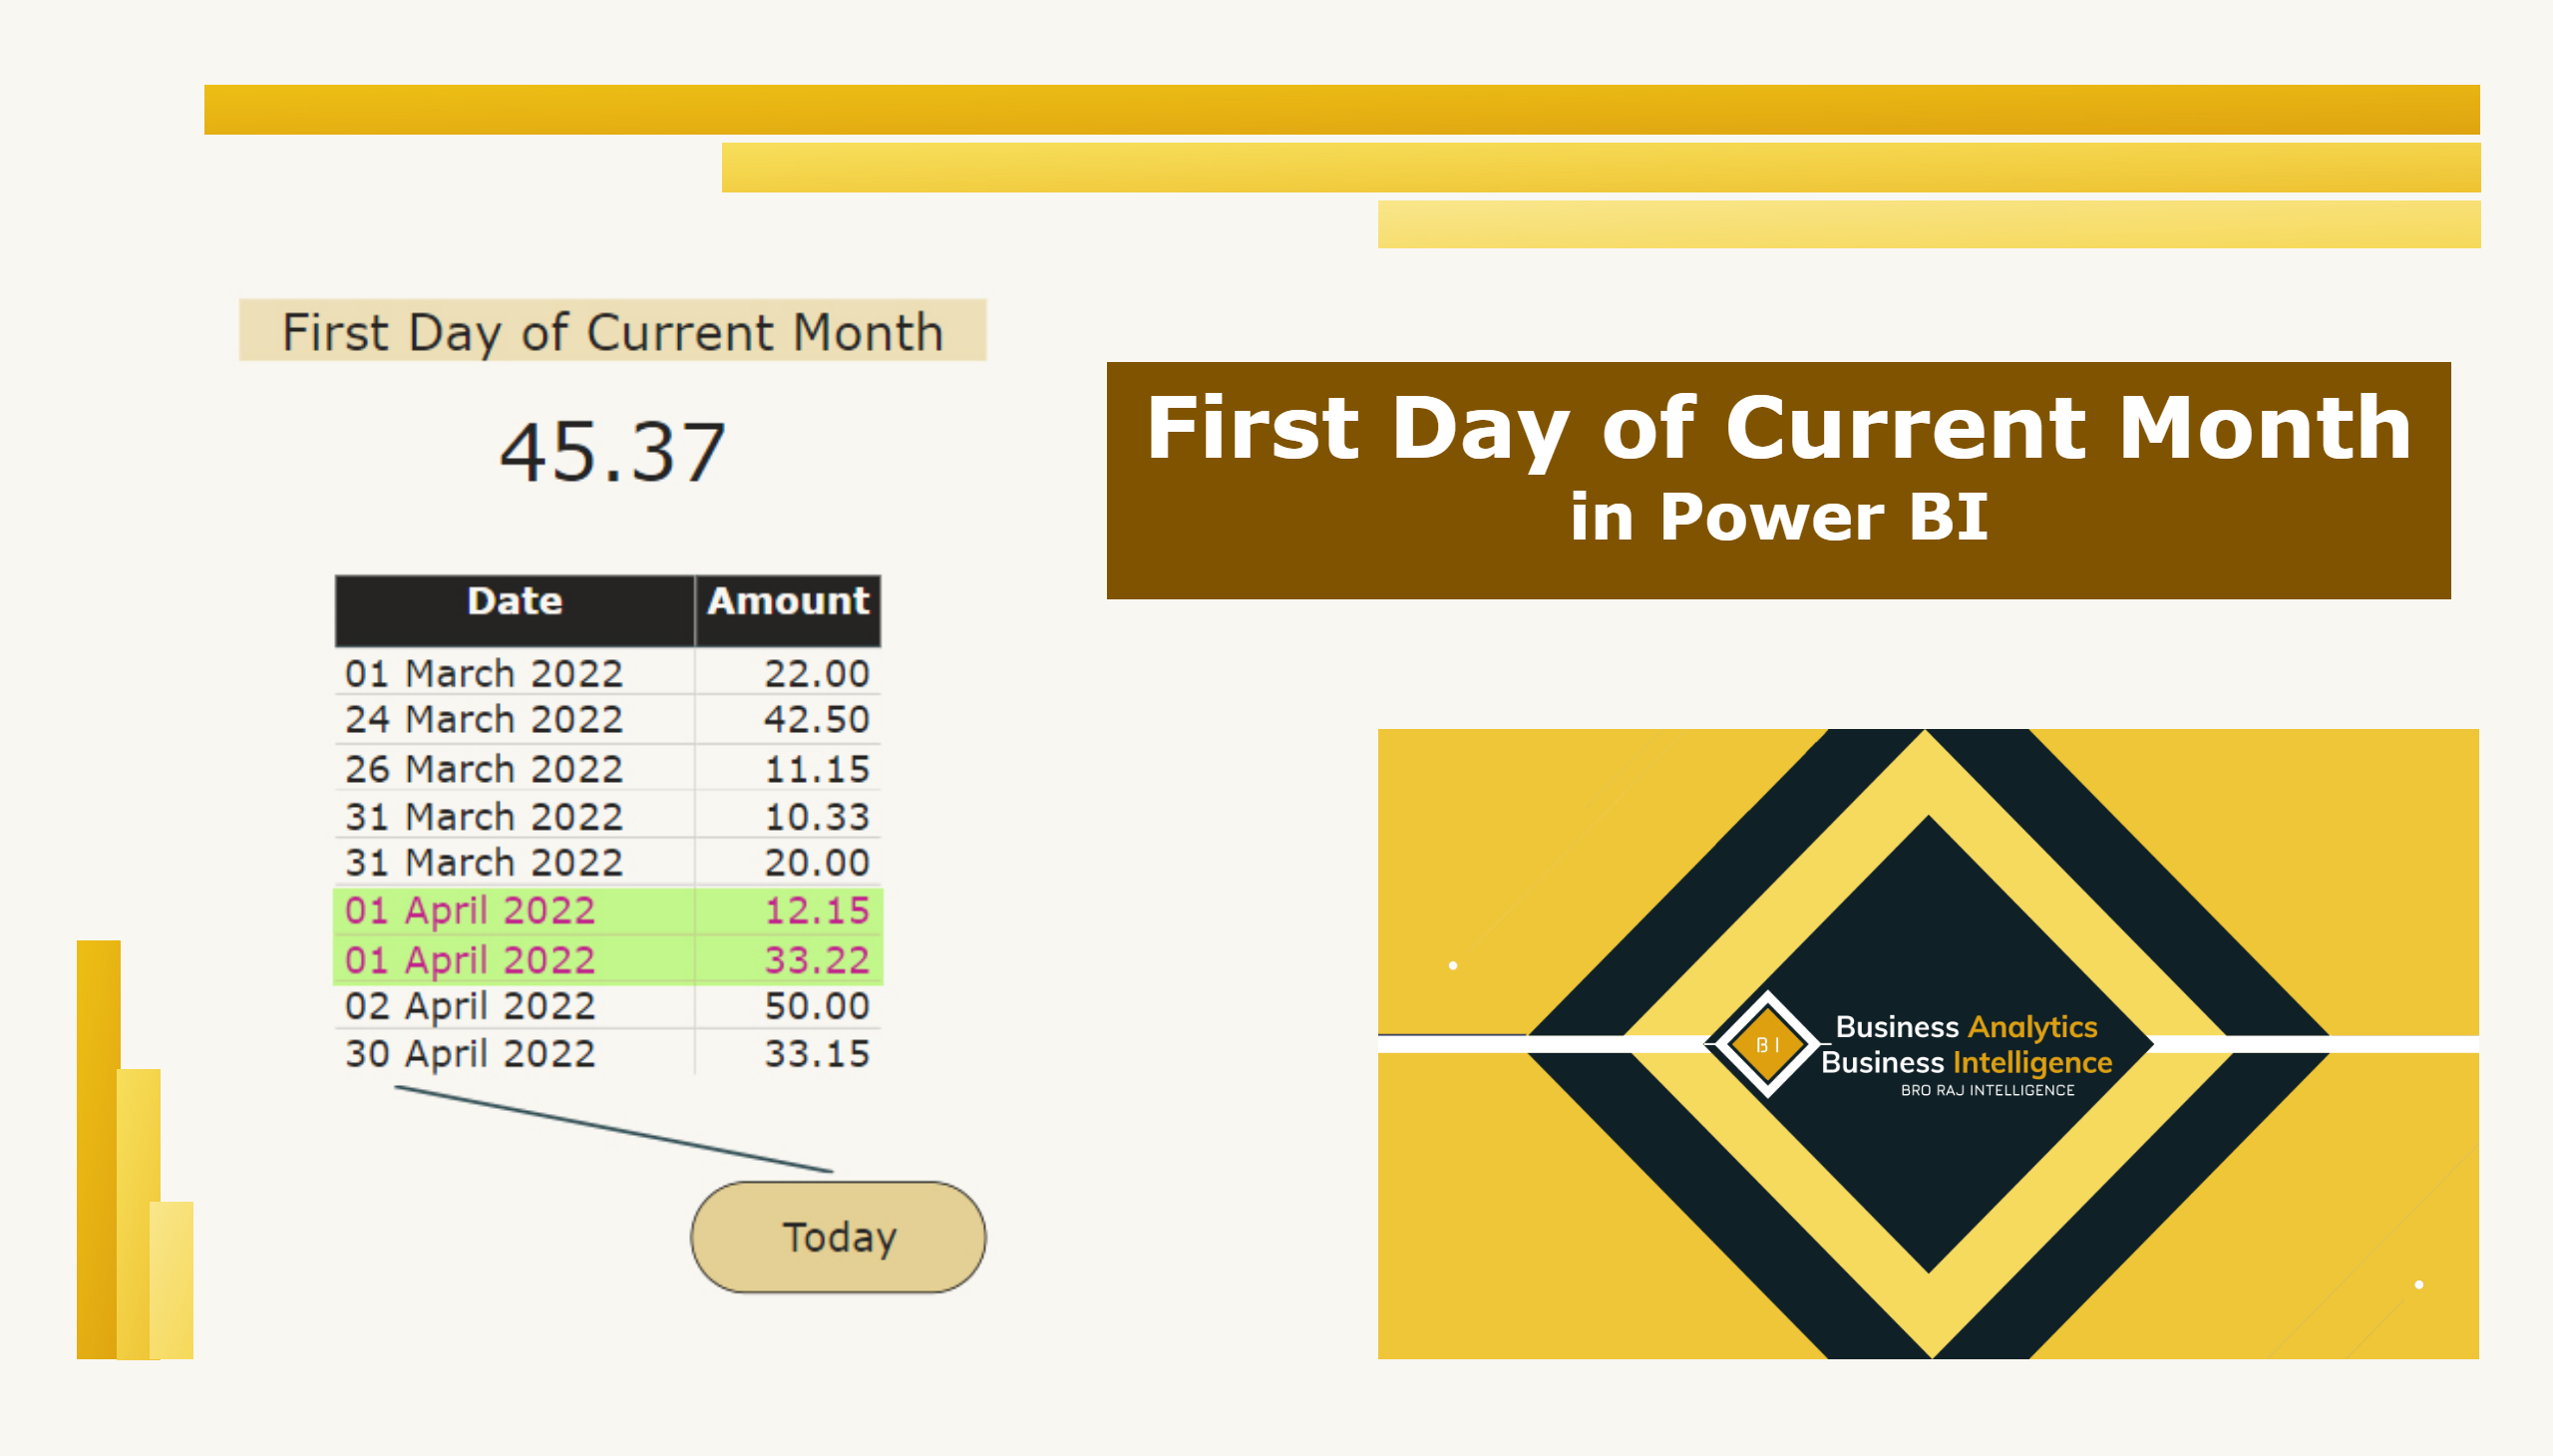 First Day of Current Month
45.37
Date Amount
01 March 2022 22.00
24 March 2022 42.50
26 March 2022 11.15
31 March 2022 10.33
31 March 2022 20.00
01 April 2022 12.15
01 April 2022 33.22
02 April 2022 50.00
30 April 2022 33.15
Today
First Day of Current Month
in Power BI
BI
Business Analytics
Business Intelligence
BRO RAJ INTELLIGENCE